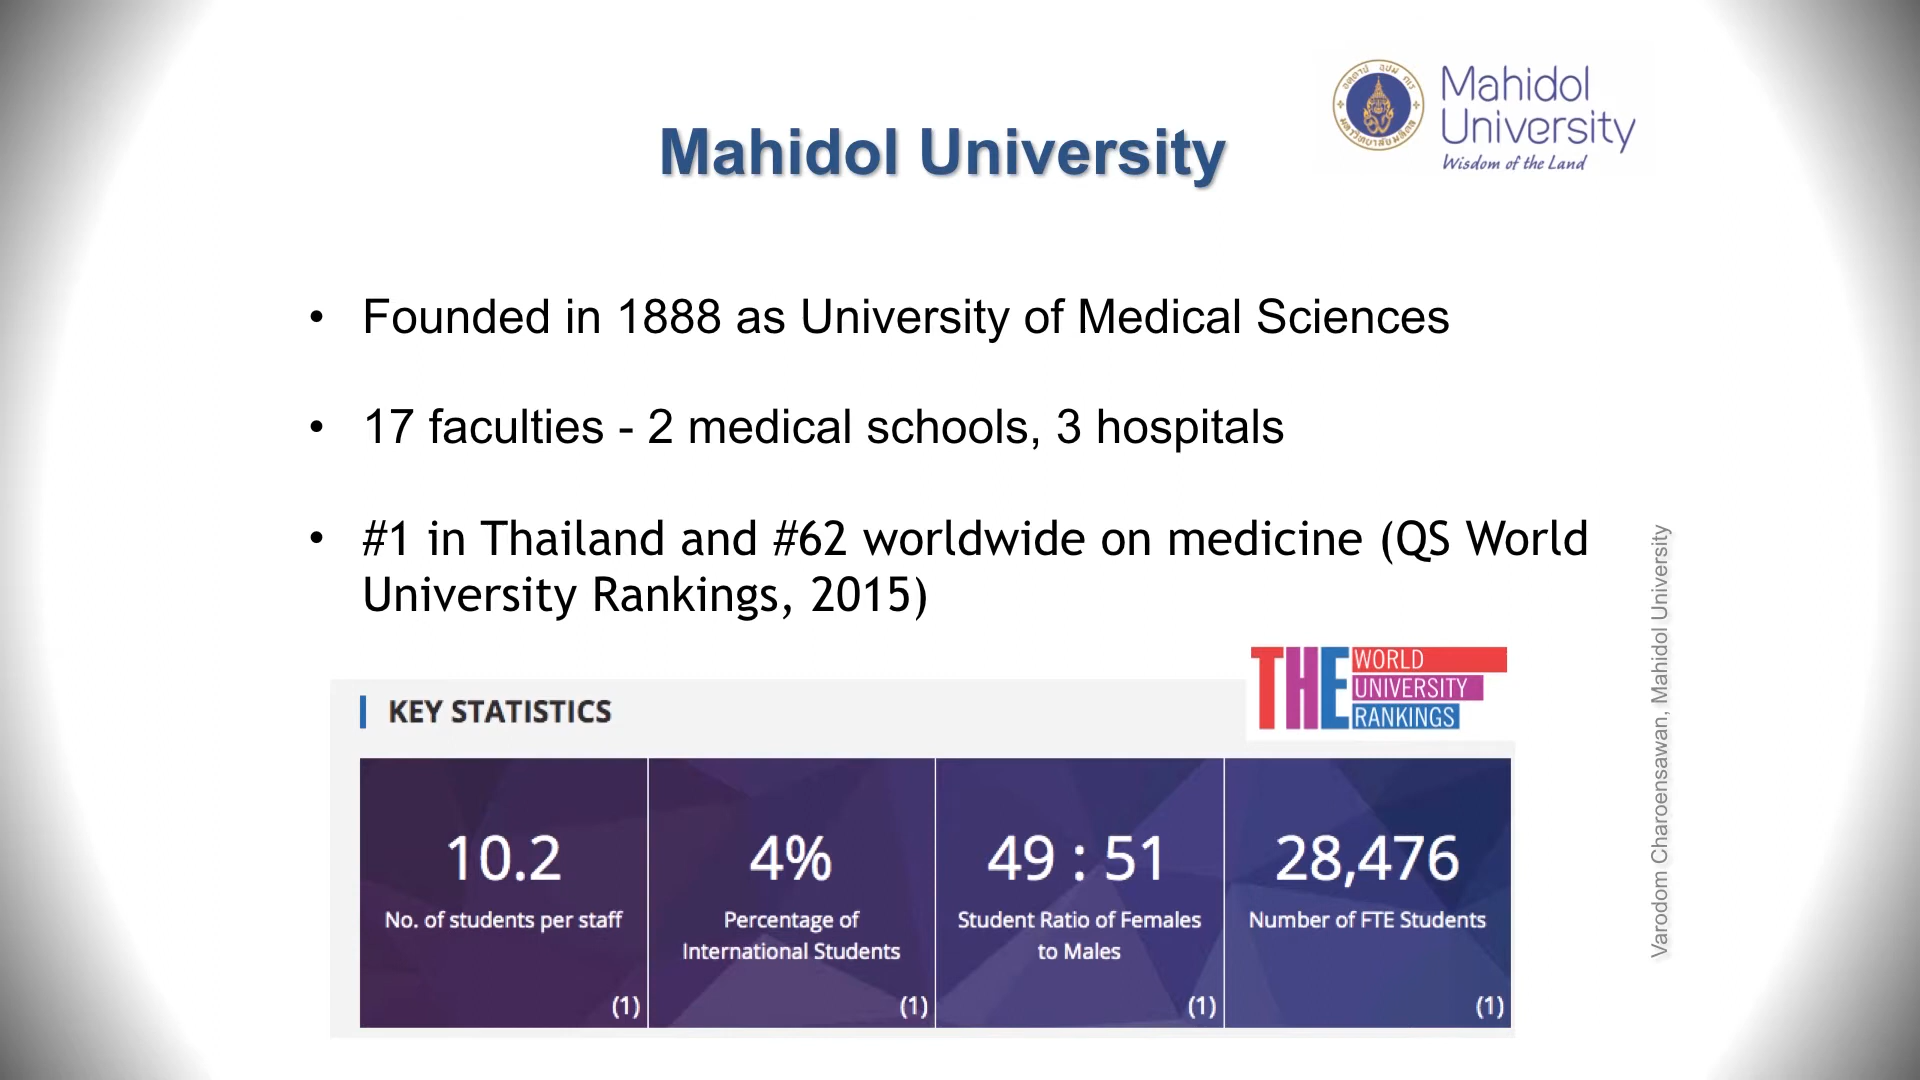 Mahidol
University
Wisdom of the Land
Mahidol University
• Founded in 1888 as University of Medical Sciences
• 17 faculties - 2 medical schools, 3 hospitals
• #1 in Thailand and #62 worldwide on medicine (QS World
University Rankings, 2015)
THE WORLD
UNIVERSITY
RANKINGS
KEY STATISTICS
10.2
No. of students per staff
(1)
4%
Percentage of
International Students
(1)
49 : 51
Student Ratio of Females
to Males
(1)
28,476
Number of FTE Students
(1)
Varodom Charoensawan, Mahidol University